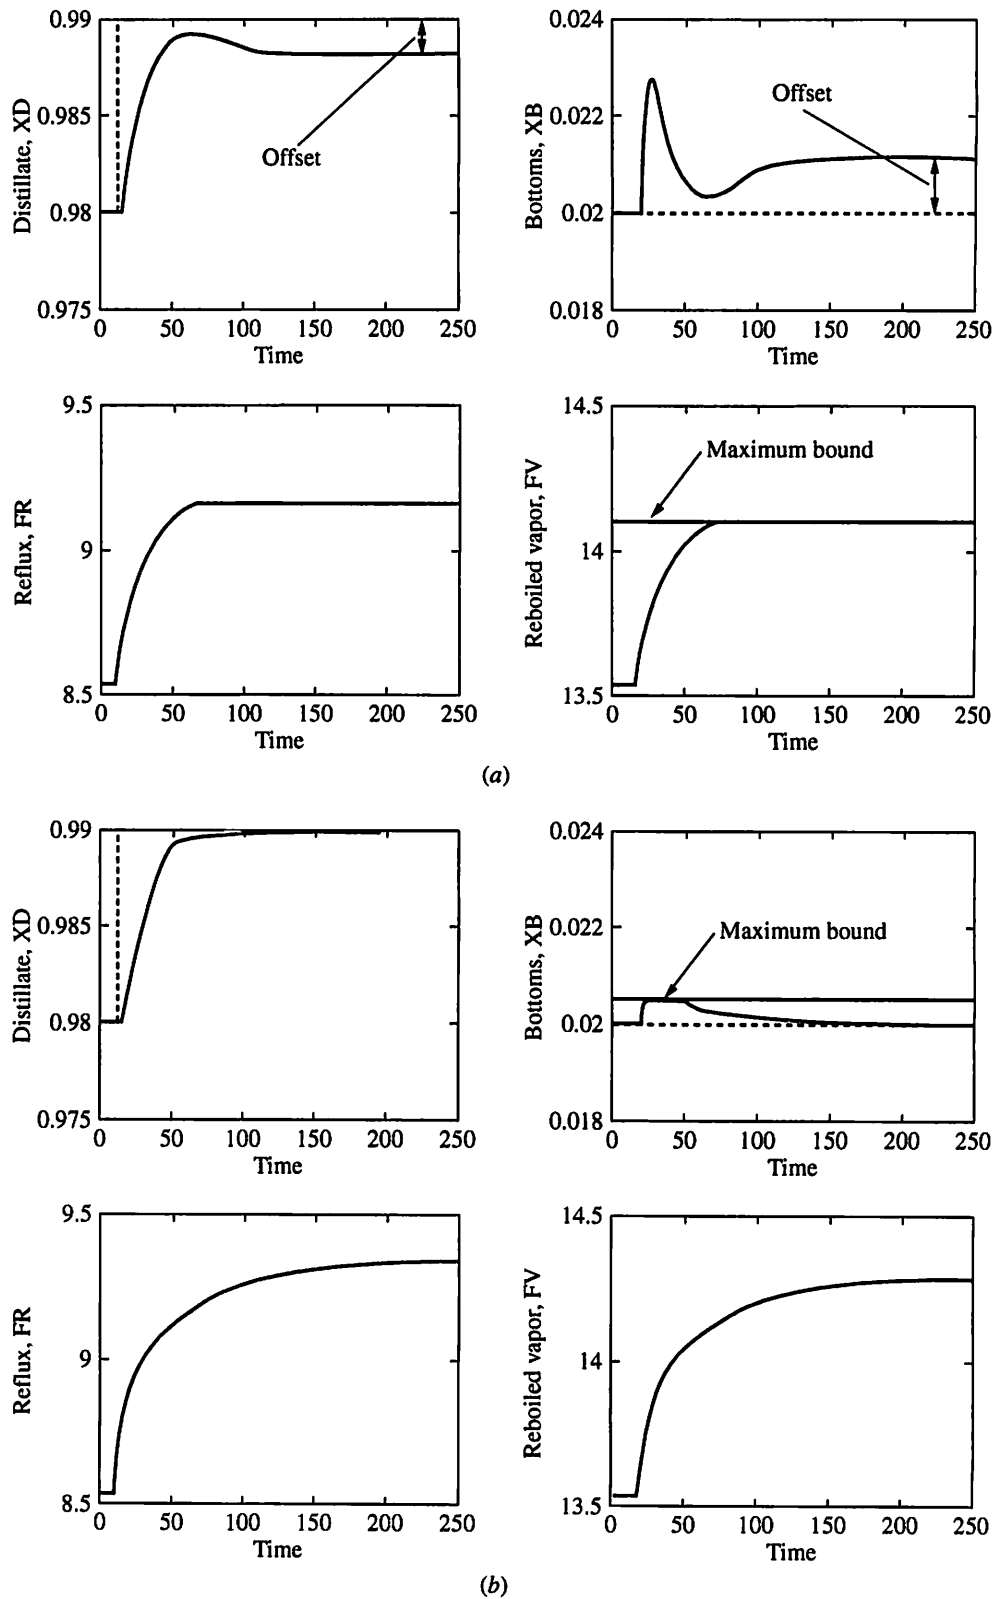 0.99
0.985
0.98
0.975
Distillate, XD
Offset
0 50 100 150 200 250
Time
0.024
0.022
0.02
0.018
Bottoms, XB
Offset
0 50 100 150 200 250
Time
9.5
9
8.5
Reflux, FR
0 50 100 150 200 250
Time
14.5
14
13.5
Reboiled vapor, FV
Maximum bound
0 50 100 150 200 250
Time
(a)
0.99
0.985
0.98
0.975
Distillate, XD
0 50 100 150 200 250
Time
0.024
0.022
0.02
0.018
Bottoms, XB
Maximum bound
0 50 100 150 200 250
Time
9.5
9
8.5
Reflux, FR
0 50 100 150 200 250
Time
14.5
14
13.5
Reboiled vapor, FV
0 50 100 150 200 250
Time
(b)